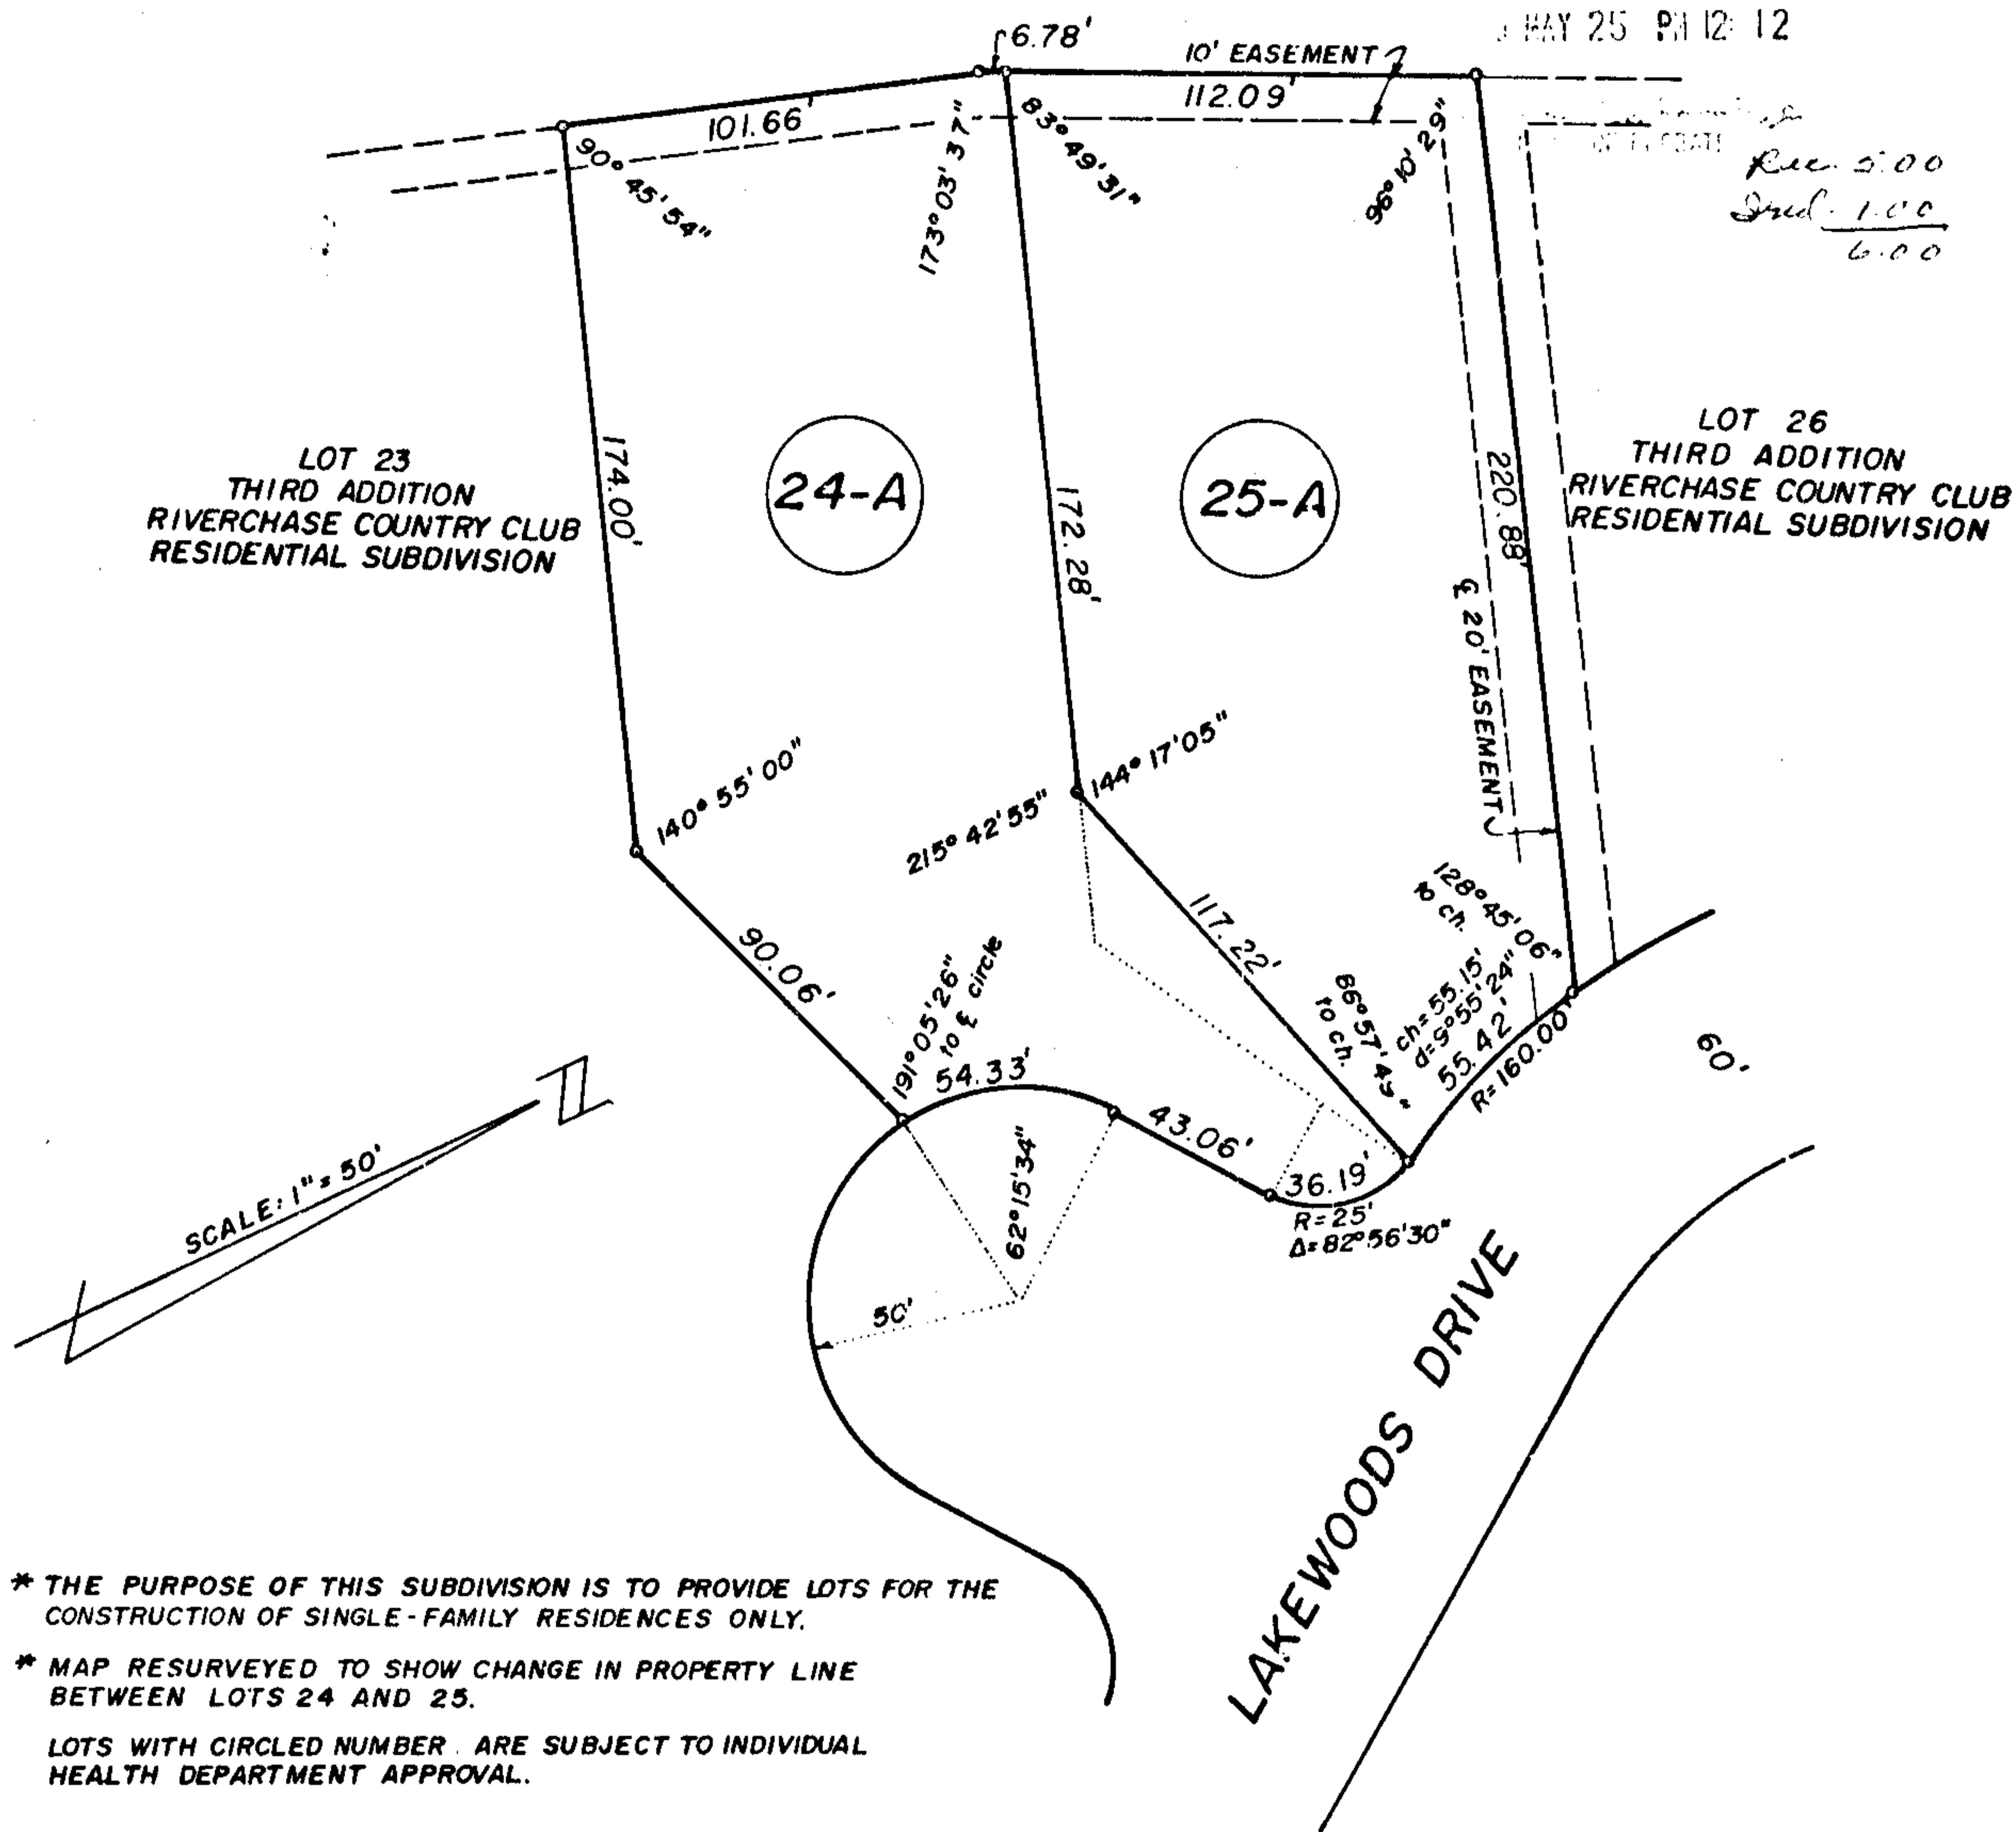 MAY 25 PM 12 12
6.78'
10' EASEMENT
112.09'
101.66'
Rec. 5.00
1.00
6.00
90° 45' 54"
173° 03' 37"
83° 49' 31"
96° 10' 29"
LOT 23
THIRD ADDITION
RIVERCHASE COUNTRY CLUB
RESIDENTIAL SUBDIVISION
174.00'
24-A
172.28'
25-A
220.88'
℄ 20' EASEMENT
LOT 26
THIRD ADDITION
RIVERCHASE COUNTRY CLUB
RESIDENTIAL SUBDIVISION
140° 55' 00"
215° 42' 55"
144° 17' 05"
90.06'
191° 05' 26"
to ℄ circle
54.33'
117.22'
86° 57' 49"
to ch.
128° 45' 06"
ch.
ch=55.15'
55.42'
R=160.00'
60'
43.06'
36.19'
R=25'
Δ=82°56'30"
62° 15' 34"
50'
SCALE: 1" = 50'
LAKEWOODS DRIVE
* THE PURPOSE OF THIS SUBDIVISION IS TO PROVIDE LOTS FOR THE
CONSTRUCTION OF SINGLE-FAMILY RESIDENCES ONLY.
* MAP RESURVEYED TO SHOW CHANGE IN PROPERTY LINE
BETWEEN LOTS 24 AND 25.
LOTS WITH CIRCLED NUMBER ARE SUBJECT TO INDIVIDUAL
HEALTH DEPARTMENT APPROVAL.